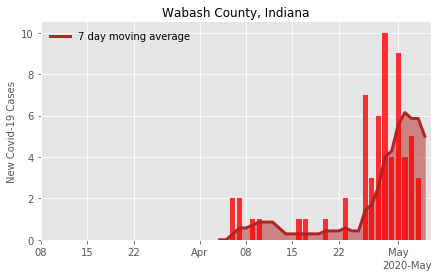 Wabash County, Indiana
7 day moving average
New Covid-19 Cases
10
8
6
4
2
0
08 15 22 Apr 08 15 22 May
2020-May